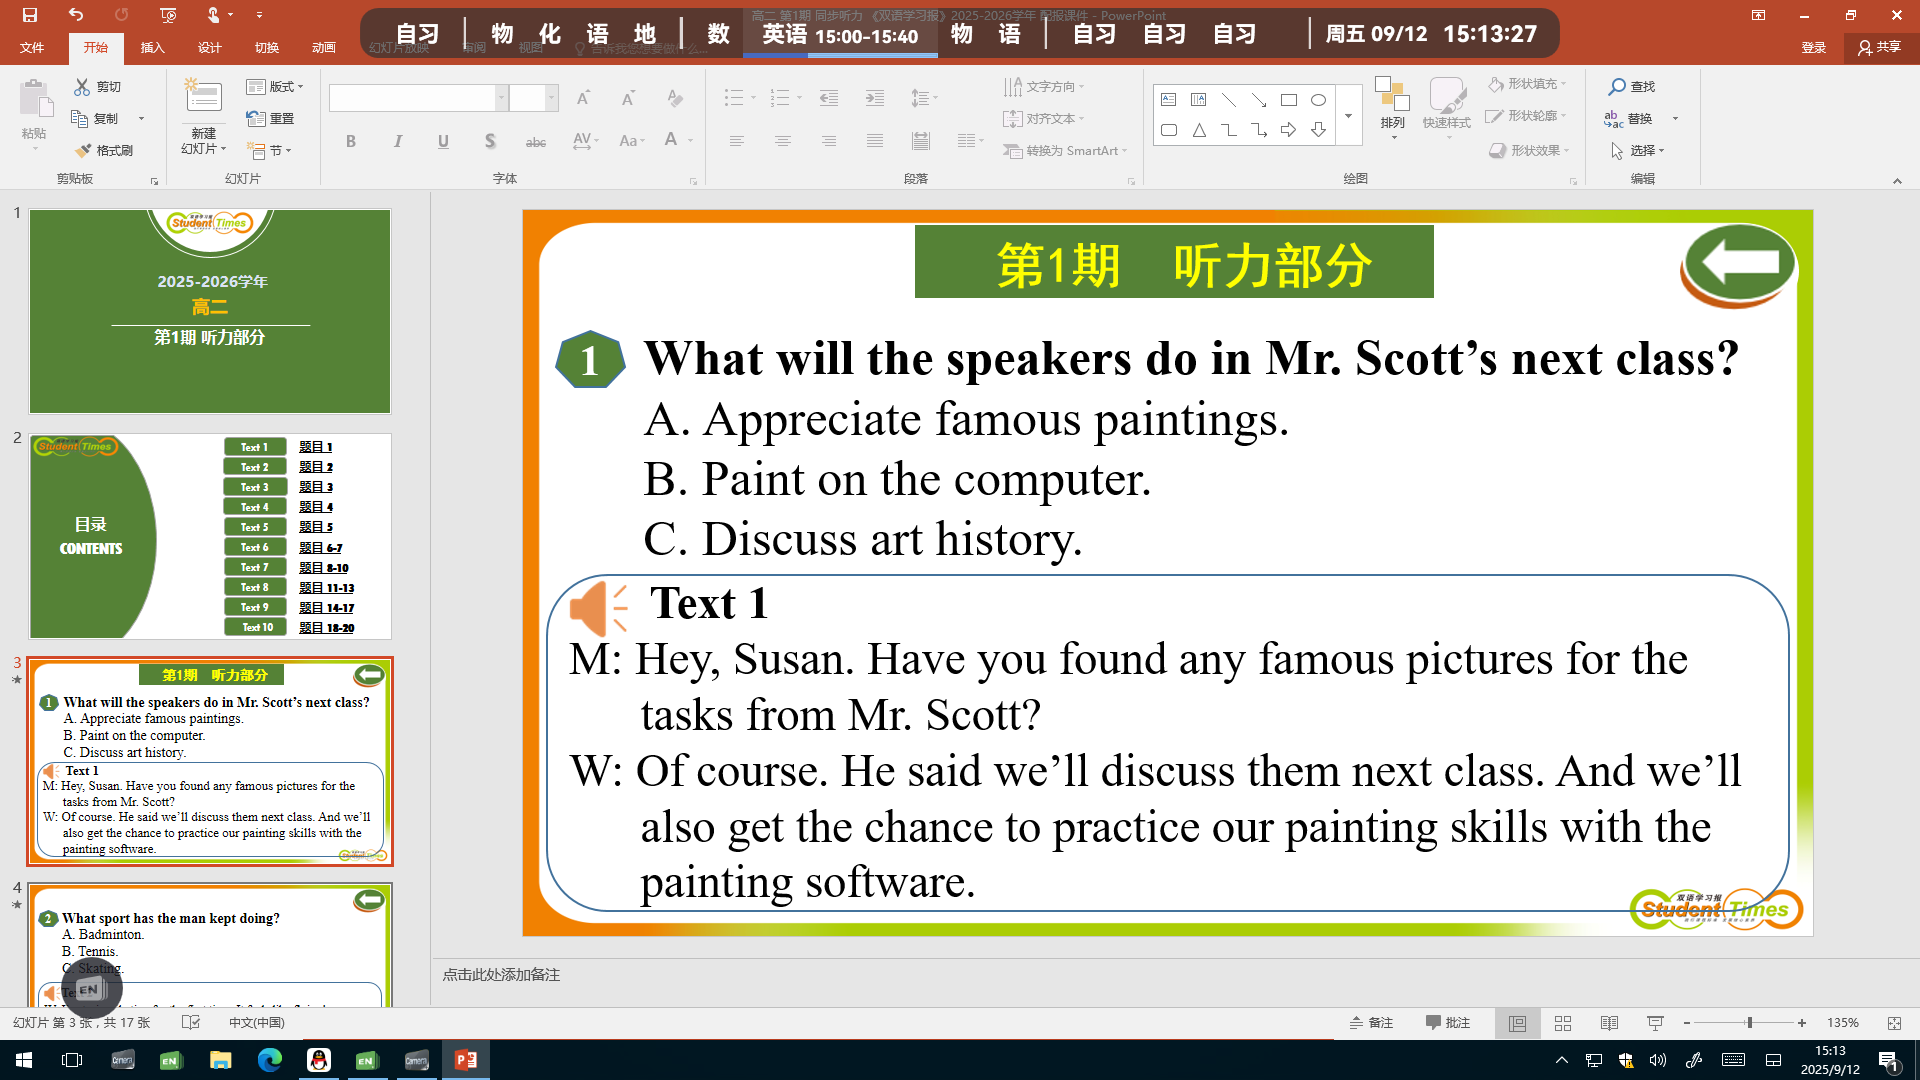 高二 第1期 同步听力 《双语学习报》2025-2026学年 配报课件 - PowerPoint
自习 物 化 语 地 数 英语 15:00-15:40 物 语 自习 自习 自习 周五 09/12 15:13:27
文件 开始 插入 设计 切换 动画 幻灯片放映 审阅 视图 告诉我您想要做什么... 登录 共享
粘贴 剪切 复制 格式刷 剪贴板
新建 幻灯片 版式 重置 节 幻灯片
B I U S abc AV Aa A 字体
文字方向 对齐文本 转换为 SmartArt 段落
排列 快速样式 形状填充 形状轮廓 形状效果 绘图
查找 替换 选择 编辑
1
Student Times
2025-2026学年
高二
第1期 听力部分
2
Student Times
目录
CONTENTS
Text 1 题目 1
Text 2 题目 2
Text 3 题目 3
Text 4 题目 4
Text 5 题目 5
Text 6 题目 6-7
Text 7 题目 8-10
Text 8 题目 11-13
Text 9 题目 14-17
Text 10 题目 18-20
3
第1期 听力部分
1 What will the speakers do in Mr. Scott’s next class?
A. Appreciate famous paintings.
B. Paint on the computer.
C. Discuss art history.
Text 1
M: Hey, Susan. Have you found any famous pictures for the
tasks from Mr. Scott?
W: Of course. He said we’ll discuss them next class. And we’ll
also get the chance to practice our painting skills with the
painting software.
4
2 What sport has the man kept doing?
A. Badminton.
B. Tennis.
C. Skating.
EN
第1期 听力部分
1 What will the speakers do in Mr. Scott’s next class?
A. Appreciate famous paintings.
B. Paint on the computer.
C. Discuss art history.
Text 1
M: Hey, Susan. Have you found any famous pictures for the
tasks from Mr. Scott?
W: Of course. He said we’ll discuss them next class. And we’ll
also get the chance to practice our painting skills with the
painting software.
双语学习报
Student Times
点击此处添加备注
幻灯片 第 3 张，共 17 张 中文(中国) 备注 批注 135%
Camera EN EN Camera
15:13
2025/9/12
1